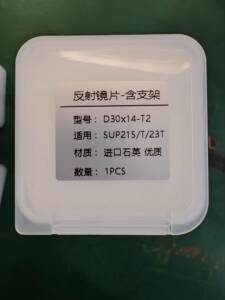 反射镜片-含支架
型号：D30x14-T2
适用：SUP21S/T/23T
材质：进口石英 优质
数量：1PCS